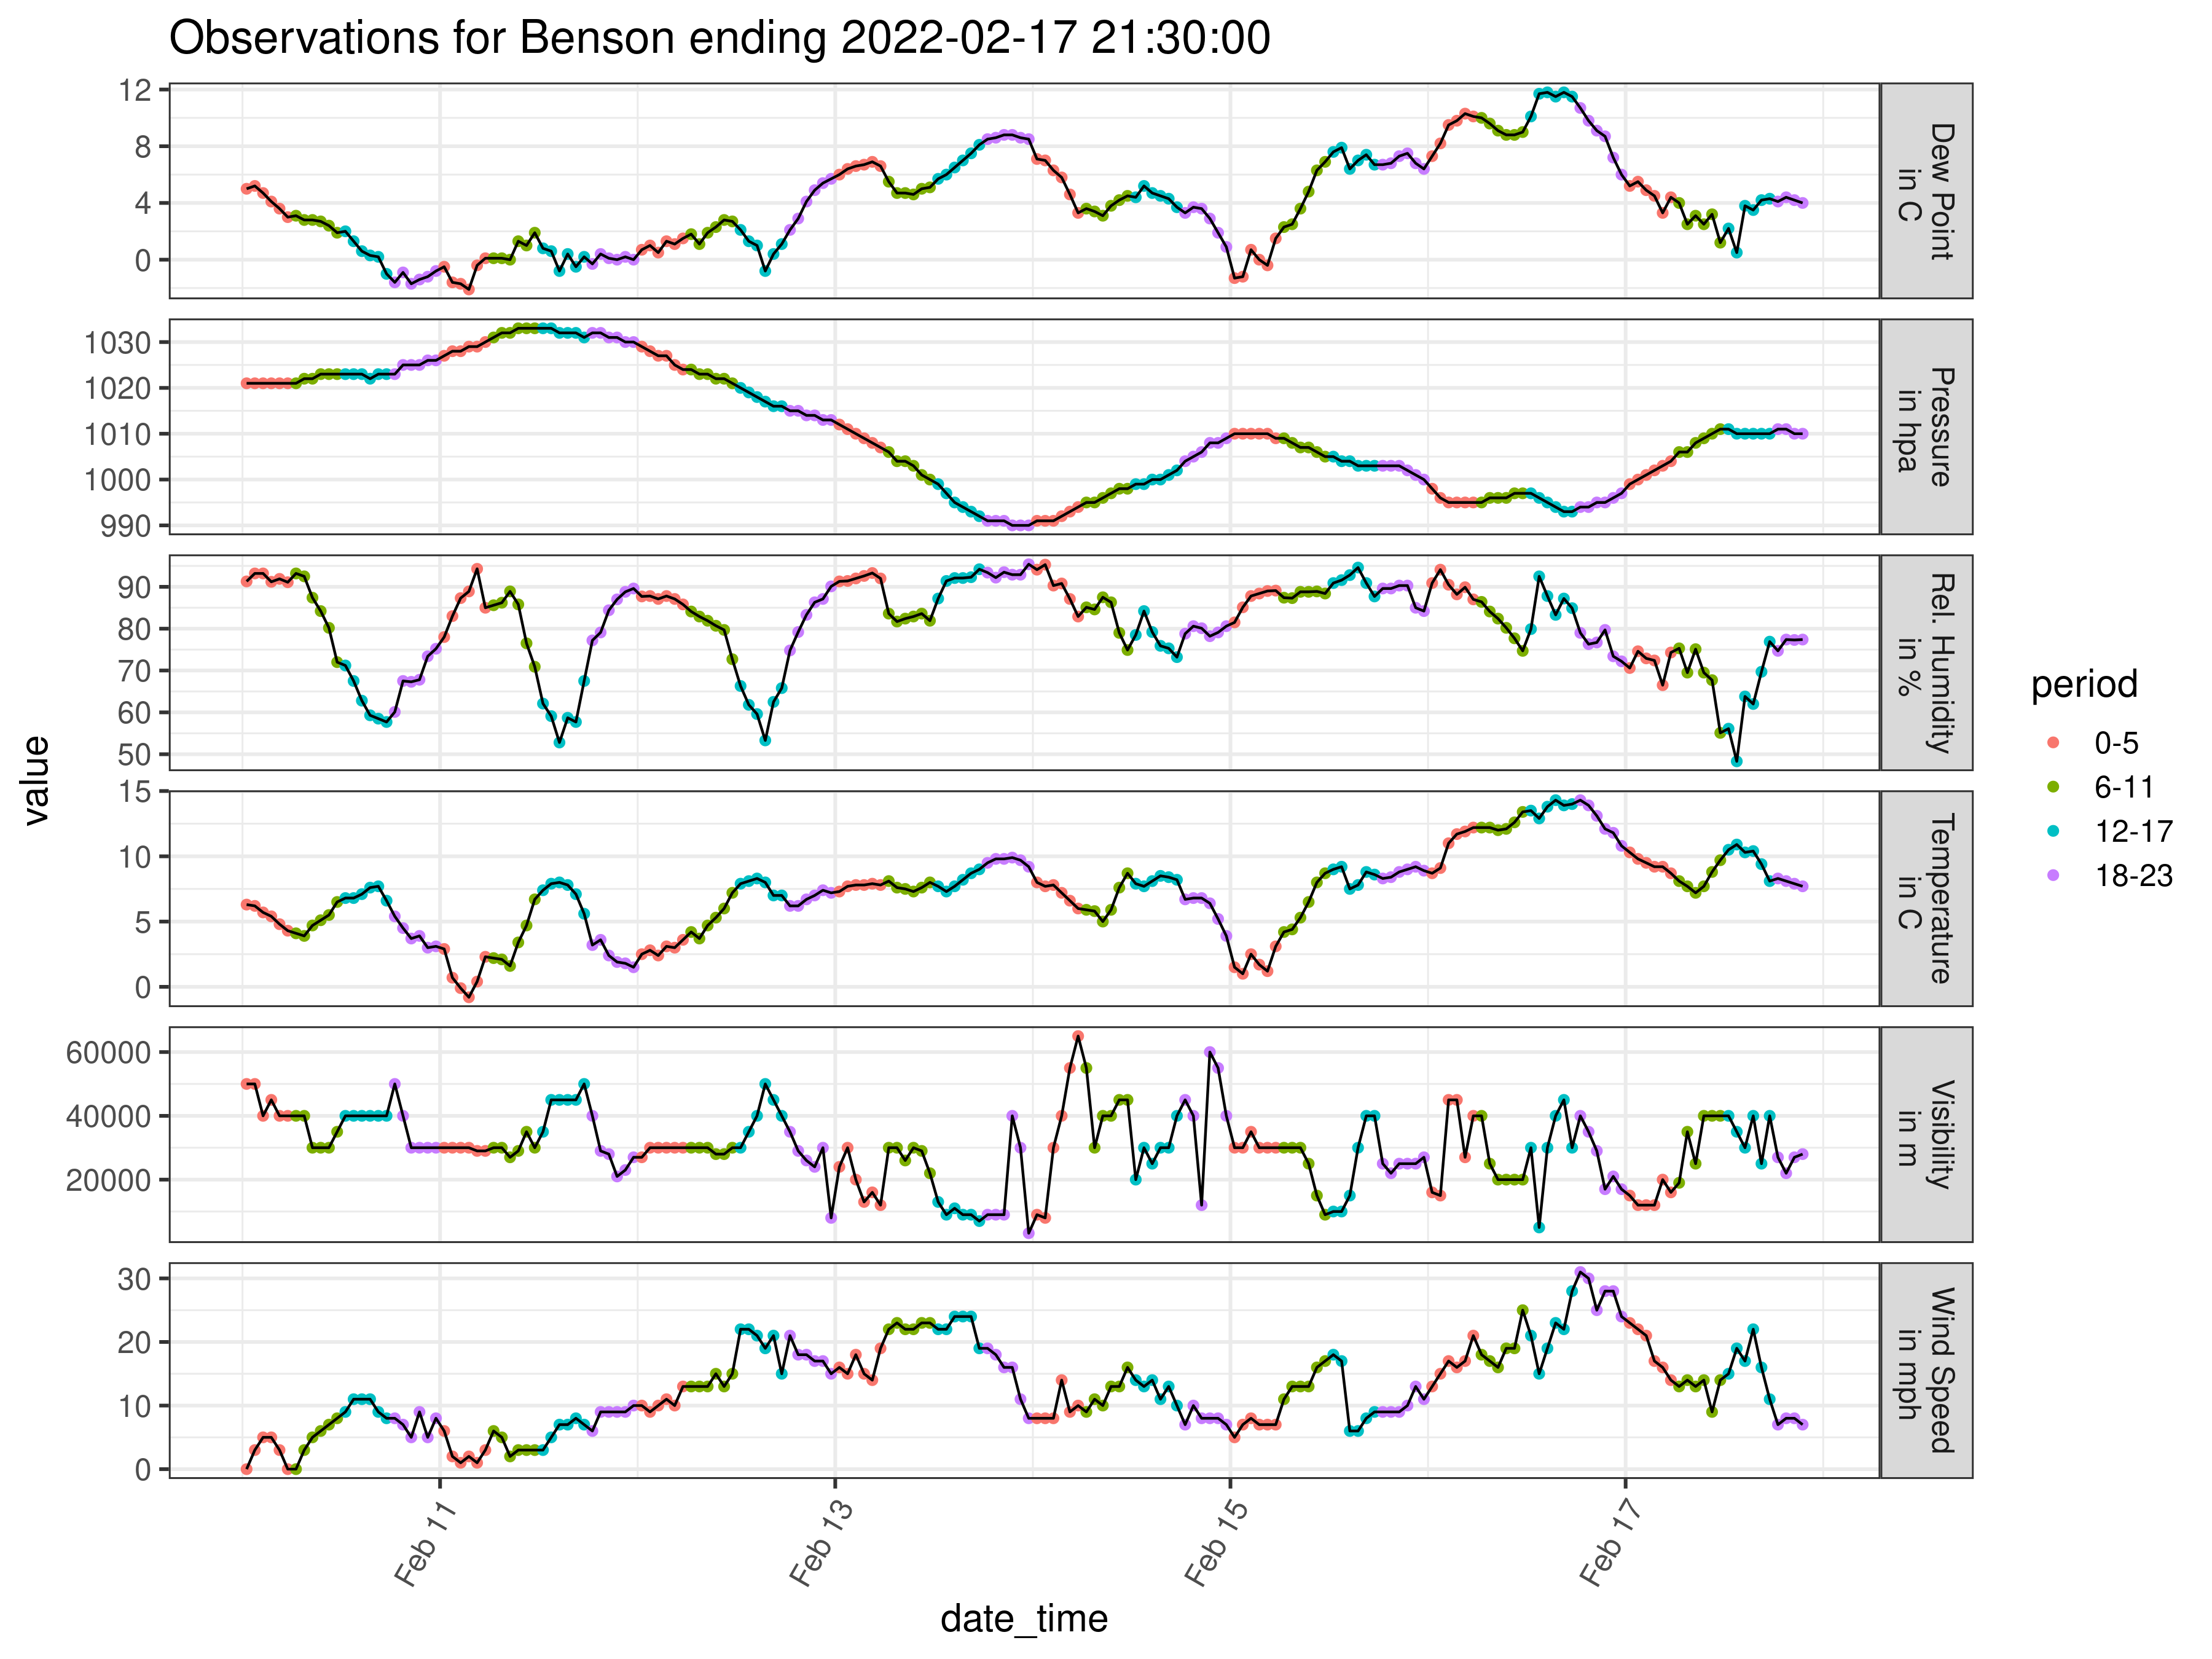 Observations for Benson ending 2022-02-17 21:30:00
value
12
8
4
0
Dew Point
in C
1030
1020
1010
1000
990
Pressure
in hpa
90
80
70
60
50
Rel. Humidity
in %
15
10
5
0
Temperature
in C
60000
40000
20000
Visibility
in m
30
20
10
0
Wind Speed
in mph
Feb 11
Feb 13
Feb 15
Feb 17
date_time
period
0-5
6-11
12-17
18-23